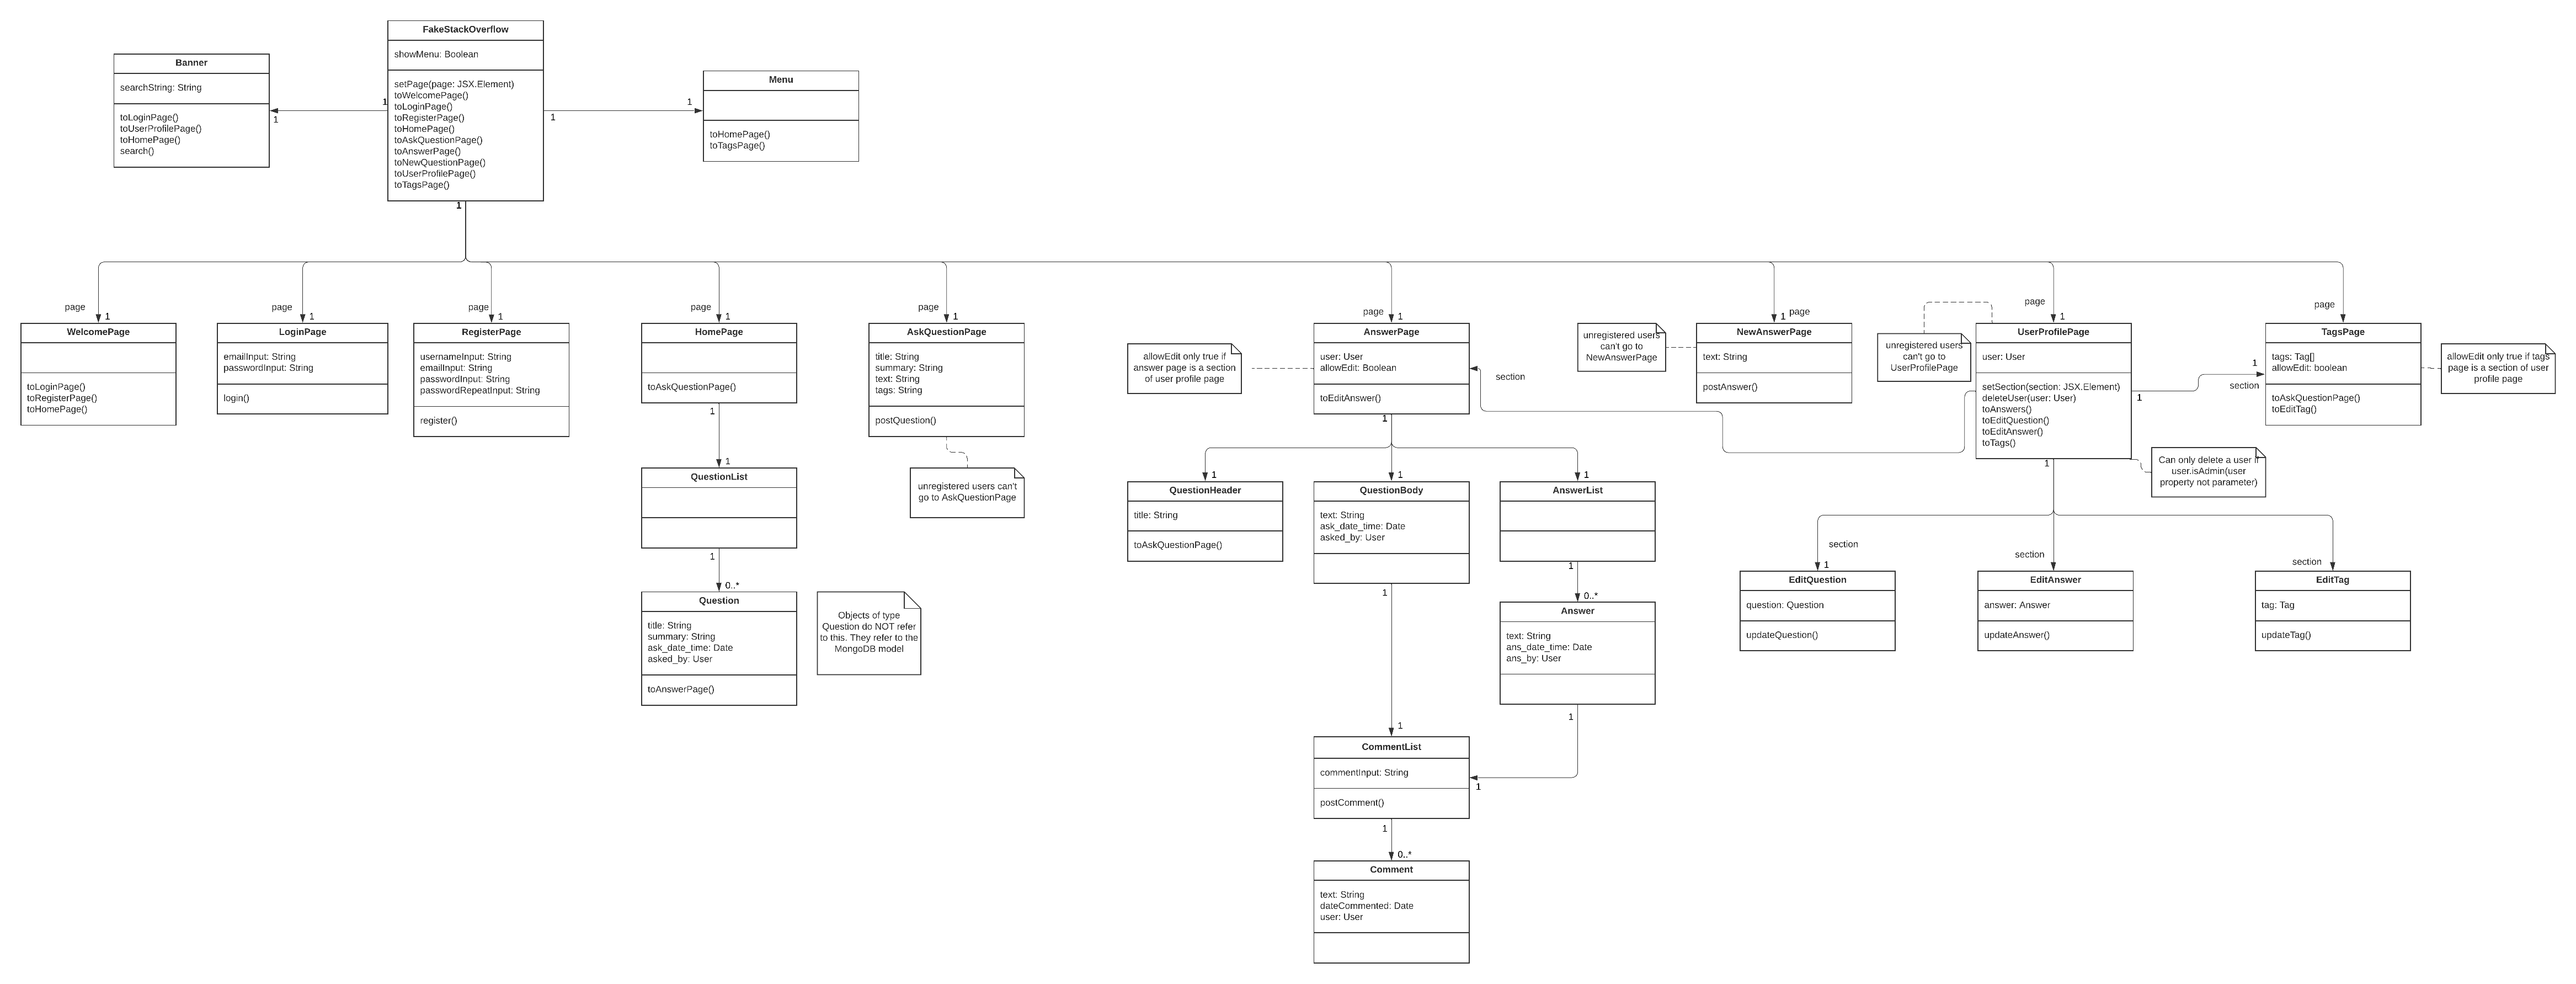 FakeStackOverflow
showMenu: Boolean
setPage(page: JSX.Element)
toWelcomePage()
toLoginPage()
toRegisterPage()
toHomePage()
toAskQuestionPage()
toAnswerPage()
toNewQuestionPage()
toUserProfilePage()
toTagsPage()
1
1
1
Banner
searchString: String
toLoginPage()
toUserProfilePage()
toHomePage()
search()
1
Menu
toHomePage()
toTagsPage()
1
page
1
WelcomePage
toLoginPage()
toRegisterPage()
toHomePage()
page
1
LoginPage
emailInput: String
passwordInput: String
login()
page
1
RegisterPage
usernameInput: String
emailInput: String
passwordInput: String
passwordRepeatInput: String
register()
page
1
HomePage
toAskQuestionPage()
1
1
QuestionList
1
0..*
Question
title: String
summary: String
ask_date_time: Date
asked_by: User
toAnswerPage()
Objects of type
Question do NOT refer
to this. They refer to the
MongoDB model
page
1
AskQuestionPage
title: String
summary: String
text: String
tags: String
postQuestion()
unregistered users can't
go to AskQuestionPage
allowEdit only true if
answer page is a section
of user profile page
page
1
AnswerPage
user: User
allowEdit: Boolean
toEditAnswer()
section
1
1
QuestionHeader
title: String
toAskQuestionPage()
1
QuestionBody
text: String
ask_date_time: Date
asked_by: User
1
1
AnswerList
1
0..*
Answer
text: String
ans_date_time: Date
ans_by: User
1
1
CommentList
commentInput: String
postComment()
1
1
0..*
Comment
text: String
dateCommented: Date
user: User
unregistered users
can't go to
NewAnswerPage
1
page
NewAnswerPage
text: String
postAnswer()
unregistered users
can't go to
UserProfilePage
page
1
UserProfilePage
user: User
setSection(section: JSX.Element)
deleteUser(user: User)
toAnswers()
toEditQuestion()
toEditAnswer()
toTags()
1
1
section
1
Can only delete a user if
user.isAdmin(user
property not parameter)
page
TagsPage
tags: Tag[]
allowEdit: boolean
toAskQuestionPage()
toEditTag()
allowEdit only true if tags
page is a section of user
profile page
section
1
EditQuestion
question: Question
updateQuestion()
section
EditAnswer
answer: Answer
updateAnswer()
section
EditTag
tag: Tag
updateTag()